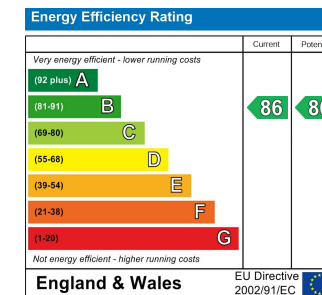 Energy Efficiency Rating
Current
Very energy efficient - lower running costs
(92 plus) A
(81-91) B
(69-80) C
(55-68) D
(39-54) E
(21-38) F
(1-20) G
86
Not energy efficient - higher running costs
England & Wales
EU Directive
2002/91/EC